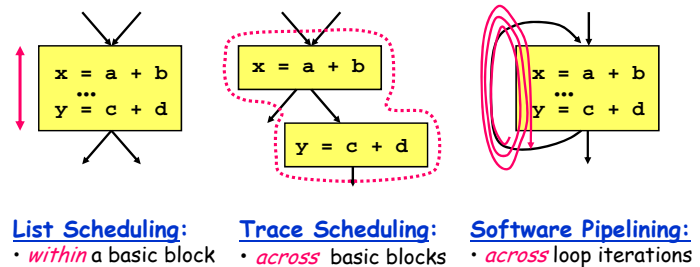 x = a + b
...
y = c + d
x = a + b
y = c + d
x = a + b
...
y = c + d
List Scheduling:
• within a basic block
Trace Scheduling:
• across basic blocks
Software Pipelining:
• across loop iterations